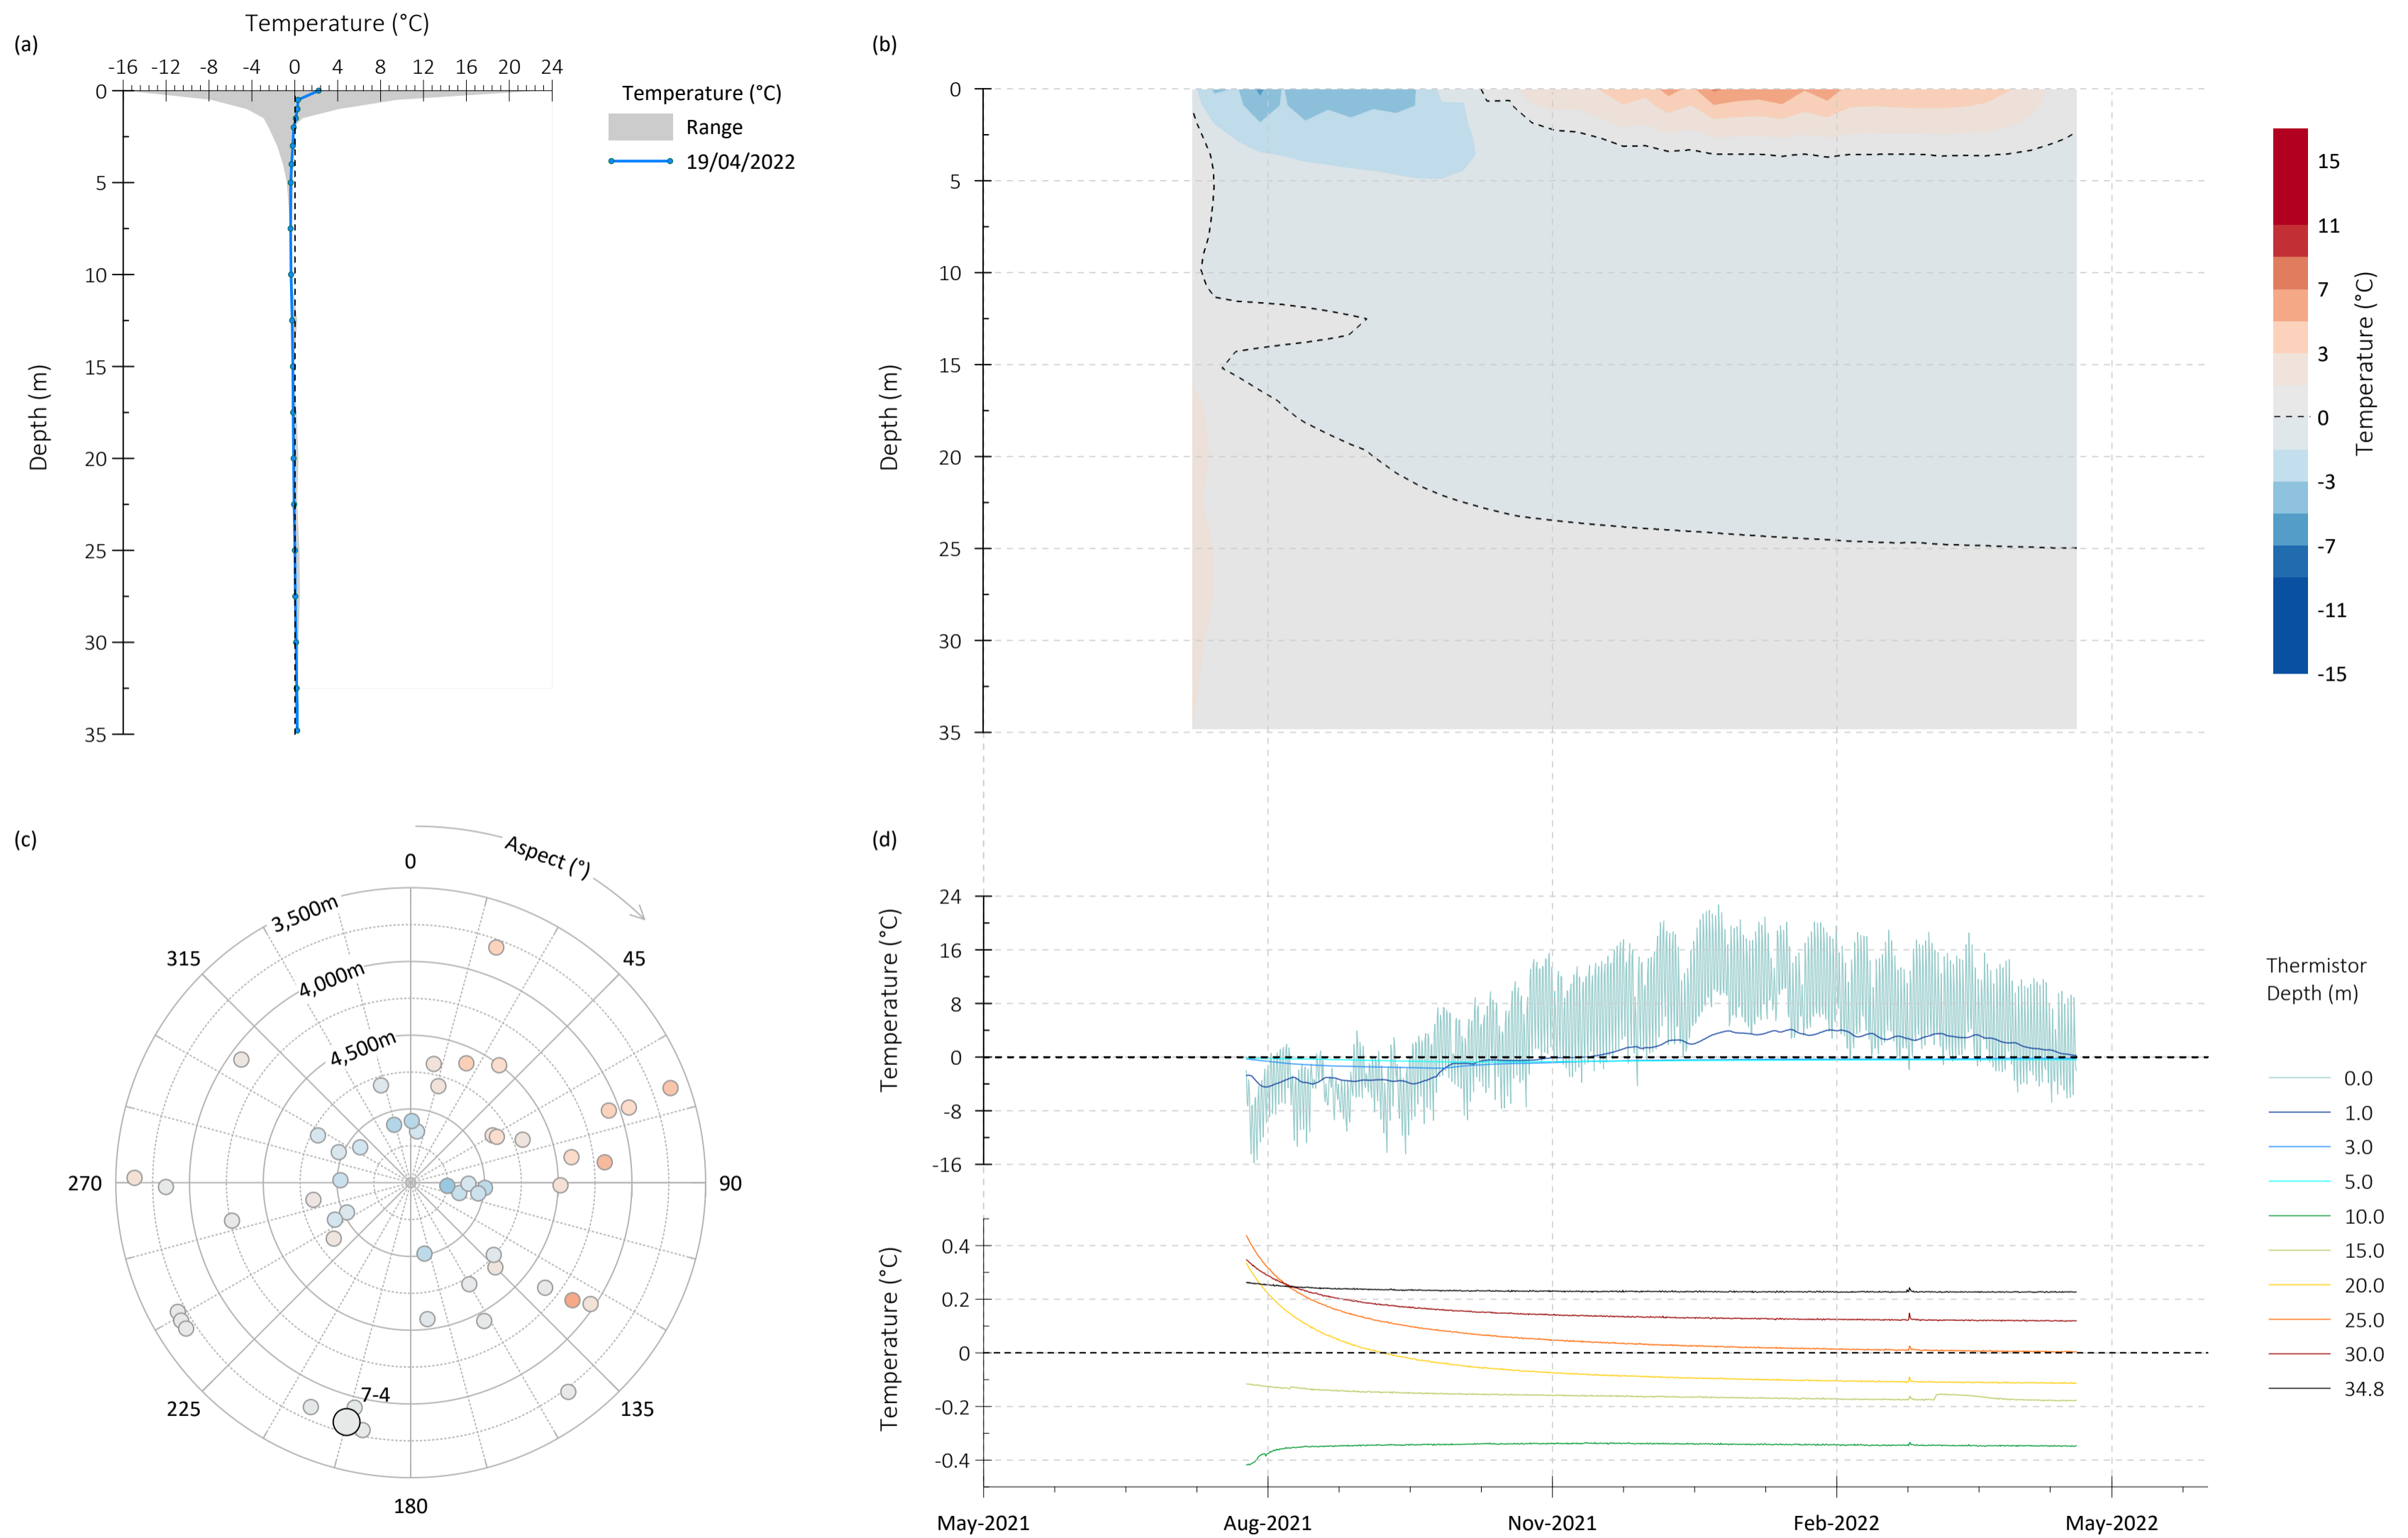 (a)
Temperature (°C)
-16 -12 -8 -4 0 4 8 12 16 20 24
0
5
10
15
20
25
30
35
Depth (m)
Temperature (°C)
Range
19/04/2022
(b)
0
5
10
15
20
25
30
35
Depth (m)
15
11
7
3
0
-3
-7
-11
-15
Temperature (°C)
(c)
Aspect (°)
0
45
90
135
180
225
270
315
3,500m
4,000m
4,500m
7-4
(d)
24
16
8
0
-8
-16
Temperature (°C)
0.4
0.2
0
-0.2
-0.4
Temperature (°C)
May-2021 Aug-2021 Nov-2021 Feb-2022 May-2022
Thermistor
Depth (m)
0.0
1.0
3.0
5.0
10.0
15.0
20.0
25.0
30.0
34.8